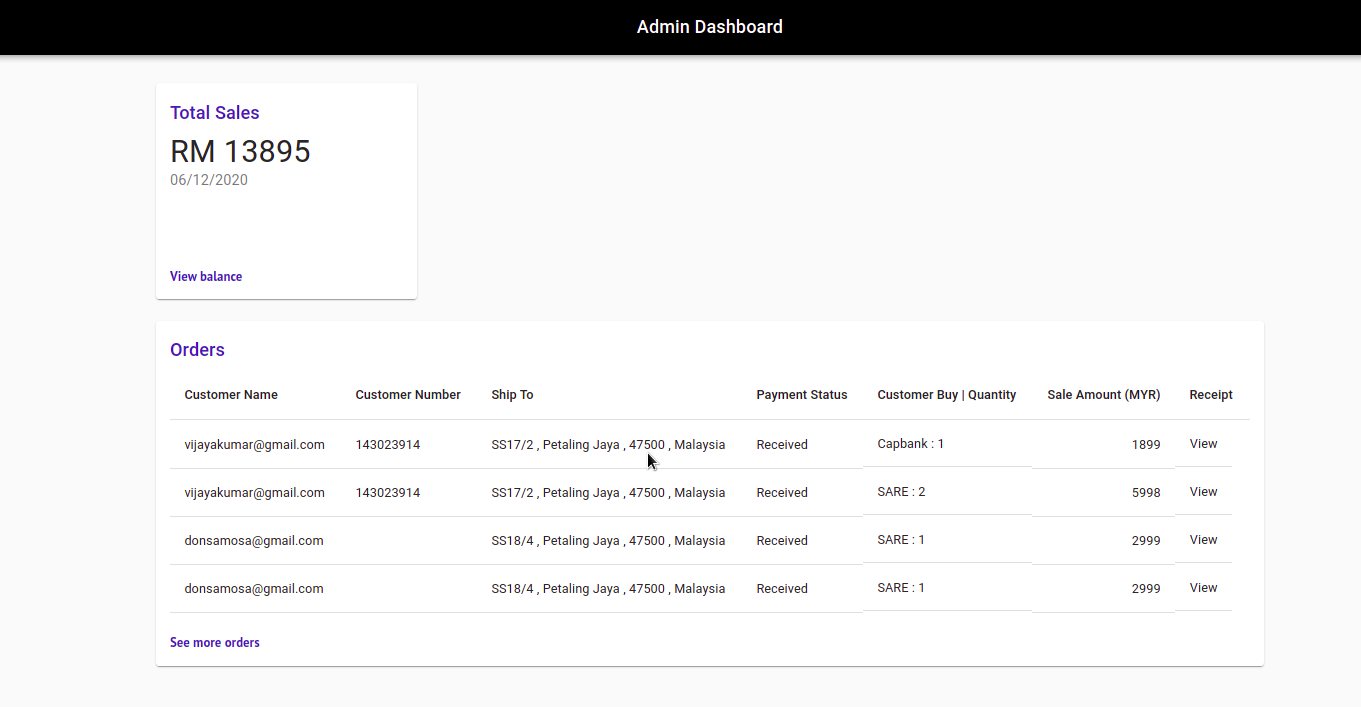 Admin Dashboard
Total Sales
RM 13895
06/12/2020
View balance
Orders
Customer Name Customer Number Ship To Payment Status Customer Buy | Quantity Sale Amount (MYR) Receipt
vijayakumar@gmail.com 143023914 SS17/2 , Petaling Jaya , 47500 , Malaysia Received Capbank : 1 1899 View
vijayakumar@gmail.com 143023914 SS17/2 , Petaling Jaya , 47500 , Malaysia Received SARE : 2 5998 View
donsamosa@gmail.com SS18/4 , Petaling Jaya , 47500 , Malaysia Received SARE : 1 2999 View
donsamosa@gmail.com SS18/4 , Petaling Jaya , 47500 , Malaysia Received SARE : 1 2999 View
See more orders